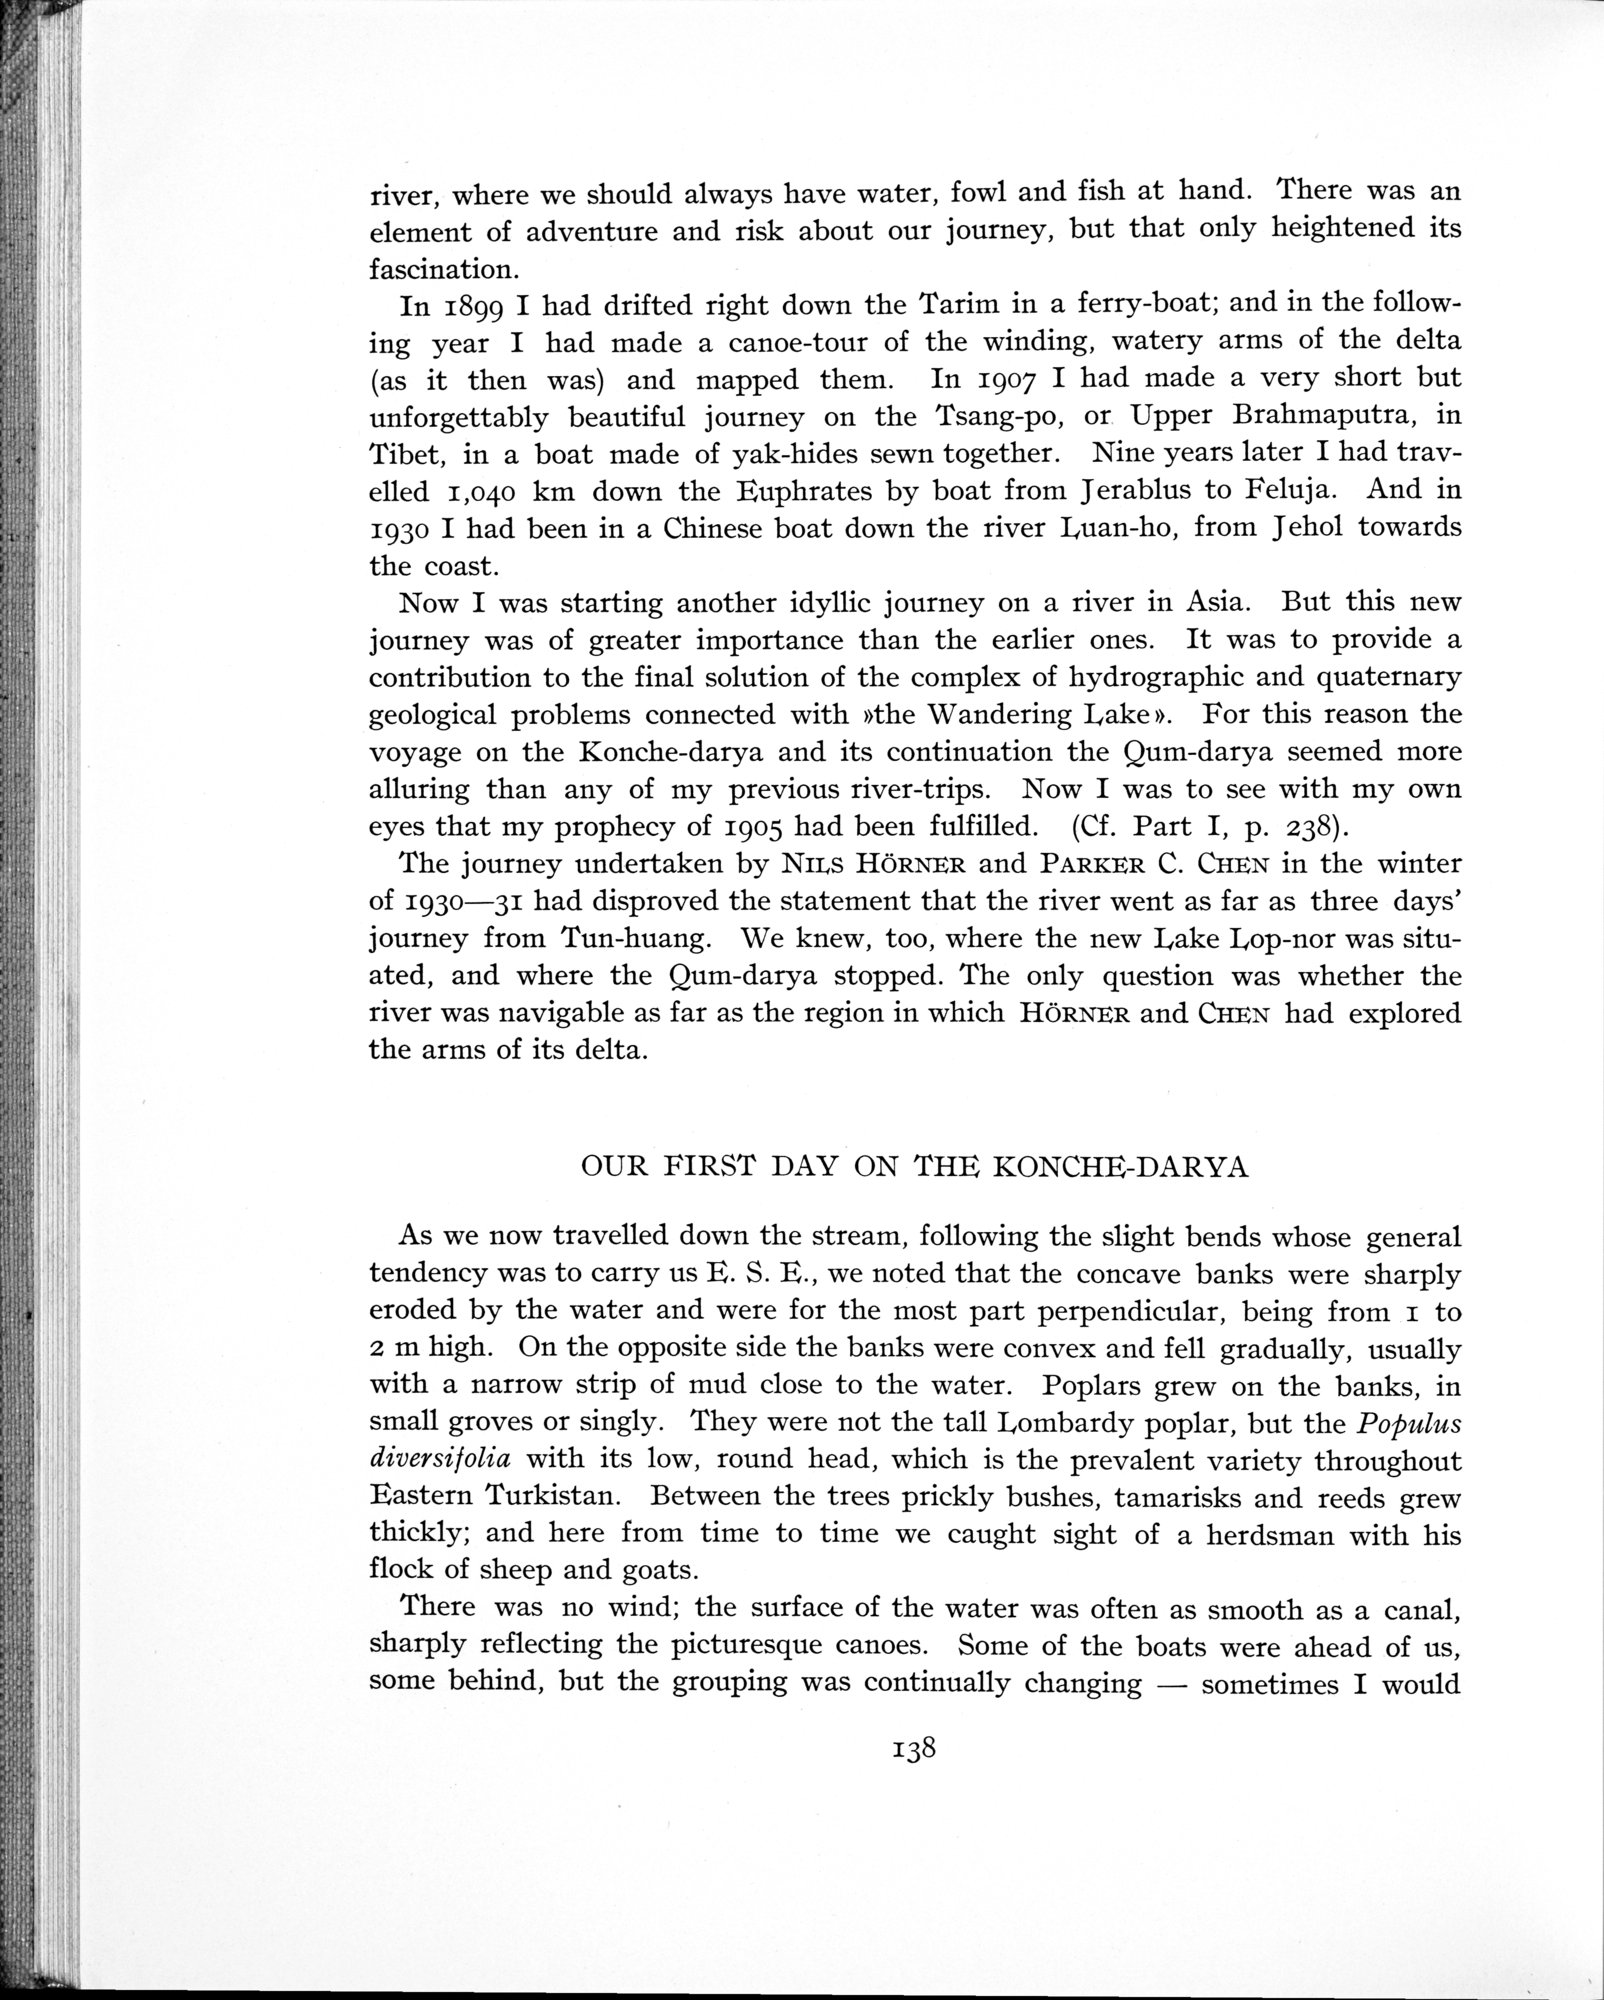 river, where we should always have water, fowl and fish at hand. There was an
element of adventure and risk about our journey, but that only heightened its
fascination.
In 1899 I had drifted right down the Tarim in a ferry-boat; and in the follow-
ing year I had made a canoe-tour of the winding, watery arms of the delta
(as it then was) and mapped them. In 1907 I had made a very short but
unforgettably beautiful journey on the Tsang-po, or Upper Brahmaputra, in
Tibet, in a boat made of yak-hides sewn together. Nine years later I had trav-
elled 1,040 km down the Euphrates by boat from Jerablus to Feluja. And in
1930 I had been in a Chinese boat down the river Luan-ho, from Jehol towards
the coast.
Now I was starting another idyllic journey on a river in Asia. But this new
journey was of greater importance than the earlier ones. It was to provide a
contribution to the final solution of the complex of hydrographic and quaternary
geological problems connected with »the Wandering Lake». For this reason the
voyage on the Konche-darya and its continuation the Qum-darya seemed more
alluring than any of my previous river-trips. Now I was to see with my own
eyes that my prophecy of 1905 had been fulfilled. (Cf. Part I, p. 238).
The journey undertaken by NILS HÖRNER and PARKER C. CHEN in the winter
of 1930—31 had disproved the statement that the river went as far as three days'
journey from Tun-huang. We knew, too, where the new Lake Lop-nor was situ-
ated, and where the Qum-darya stopped. The only question was whether the
river was navigable as far as the region in which HÖRNER and CHEN had explored
the arms of its delta.
OUR FIRST DAY ON THE KONCHE-DARYA
As we now travelled down the stream, following the slight bends whose general
tendency was to carry us E. S. E., we noted that the concave banks were sharply
eroded by the water and were for the most part perpendicular, being from 1 to
2 m high. On the opposite side the banks were convex and fell gradually, usually
with a narrow strip of mud close to the water. Poplars grew on the banks, in
small groves or singly. They were not the tall Lombardy poplar, but the Populus
diversifolia with its low, round head, which is the prevalent variety throughout
Eastern Turkistan. Between the trees prickly bushes, tamarisks and reeds grew
thickly; and here from time to time we caught sight of a herdsman with his
flock of sheep and goats.
There was no wind; the surface of the water was often as smooth as a canal,
sharply reflecting the picturesque canoes. Some of the boats were ahead of us,
some behind, but the grouping was continually changing — sometimes I would
138